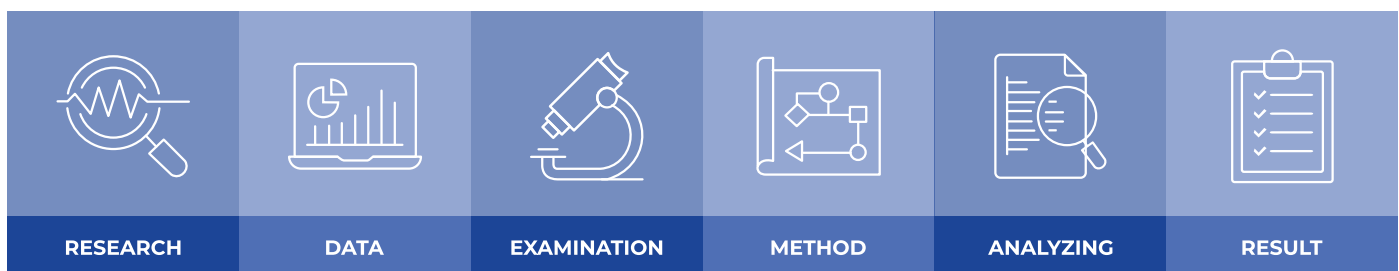 RESEARCH
DATA
EXAMINATION
METHOD
ANALYZING
RESULT